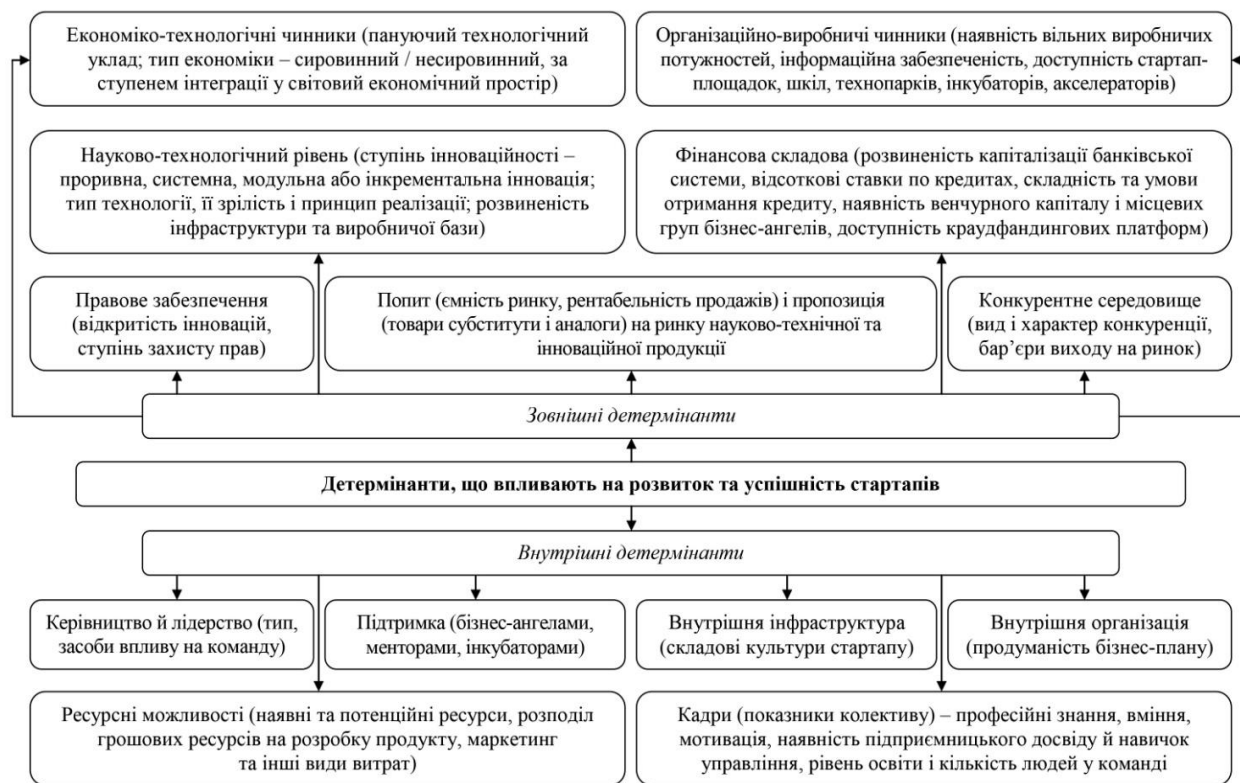 Економіко-технологічні чинники (пануючий технологічний
уклад; тип економіки – сировинний / несировинний, за
ступенем інтеграції у світовий економічний простір)
Організаційно-виробничі чинники (наявність вільних виробничих
потужностей, інформаційна забезпеченість, доступність стартап-
площадок, шкіл, технопарків, інкубаторів, акселераторів)
Науково-технологічний рівень (ступінь інноваційності –
проривна, системна, модульна або інкрементальна інновація;
тип технології, її зрілість і принцип реалізації; розвиненість
інфраструктури та виробничої бази)
Фінансова складова (розвиненість капіталізації банківської
системи, відсоткові ставки по кредитах, складність та умови
отримання кредиту, наявність венчурного капіталу і місцевих
груп бізнес-ангелів, доступність краудфандингових платформ)
Правове забезпечення
(відкритість інновацій,
ступінь захисту прав)
Попит (ємність ринку, рентабельність продажів) і пропозиція
(товари субститути і аналоги) на ринку науково-технічної та
інноваційної продукції
Конкурентне середовище
(вид і характер конкуренції,
бар’єри виходу на ринок)
Зовнішні детермінанти
Детермінанти, що впливають на розвиток та успішність стартапів
Внутрішні детермінанти
Керівництво й лідерство (тип,
засоби впливу на команду)
Підтримка (бізнес-ангелами,
менторами, інкубаторами)
Внутрішня інфраструктура
(складові культури стартапу)
Внутрішня організація
(продуманість бізнес-плану)
Ресурсні можливості (наявні та потенційні ресурси, розподіл
грошових ресурсів на розробку продукту, маркетинг
та інші види витрат)
Кадри (показники колективу) – професійні знання, вміння,
мотивація, наявність підприємницького досвіду й навичок
управління, рівень освіти і кількість людей у команді